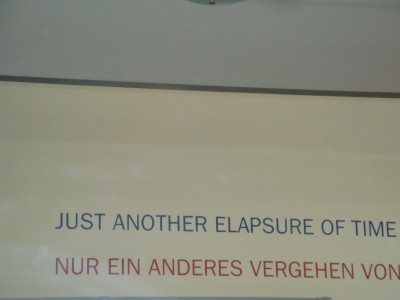 JUST ANOTHER ELAPSURE OF TIME
NUR EIN ANDERES VERGEHEN VON